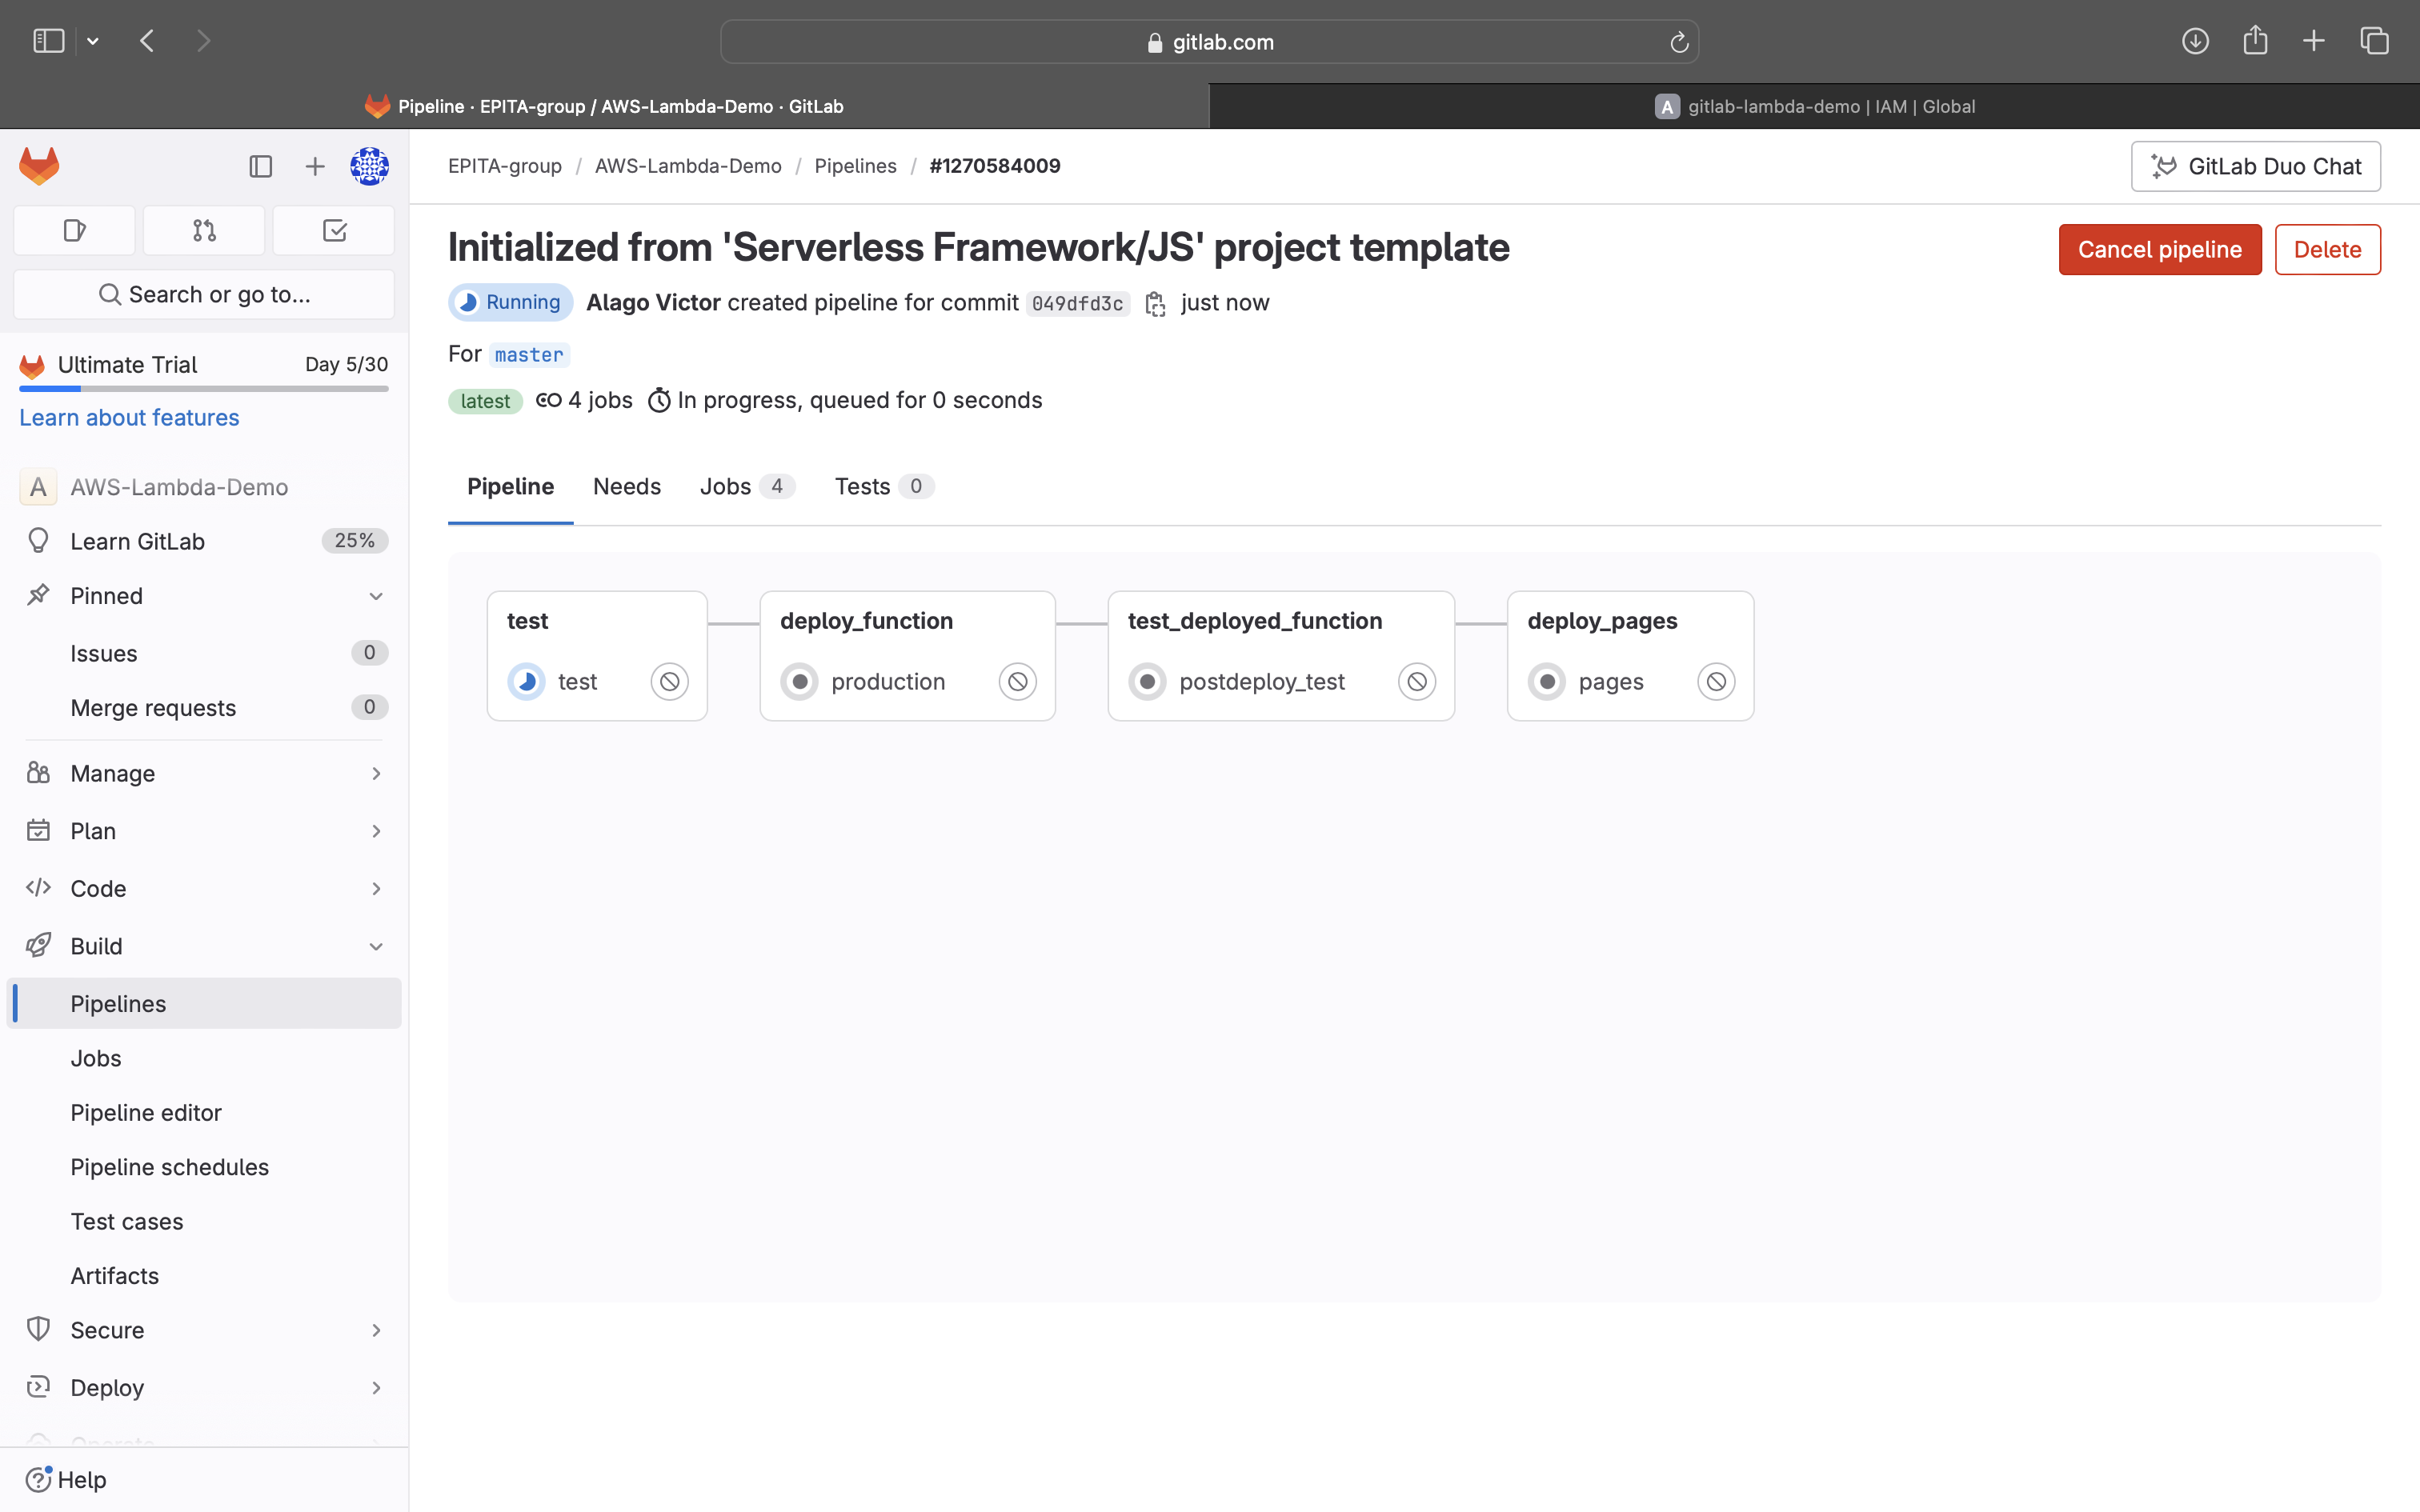 gitlab.com
Pipeline · EPITA-group / AWS-Lambda-Demo · GitLab
A gitlab-lambda-demo | IAM | Global
EPITA-group / AWS-Lambda-Demo / Pipelines / #1270584009
GitLab Duo Chat
Search or go to...
Ultimate Trial Day 5/30
Learn about features
A AWS-Lambda-Demo
Learn GitLab 25%
Pinned
Issues 0
Merge requests 0
Manage
Plan
Code
Build
Pipelines
Jobs
Pipeline editor
Pipeline schedules
Test cases
Artifacts
Secure
Deploy
Operate
Help
Initialized from 'Serverless Framework/JS' project template
Cancel pipeline Delete
Running Alago Victor created pipeline for commit 049dfd3c just now
For master
latest 4 jobs In progress, queued for 0 seconds
Pipeline Needs Jobs 4 Tests 0
test deploy_function test_deployed_function deploy_pages
test production postdeploy_test pages